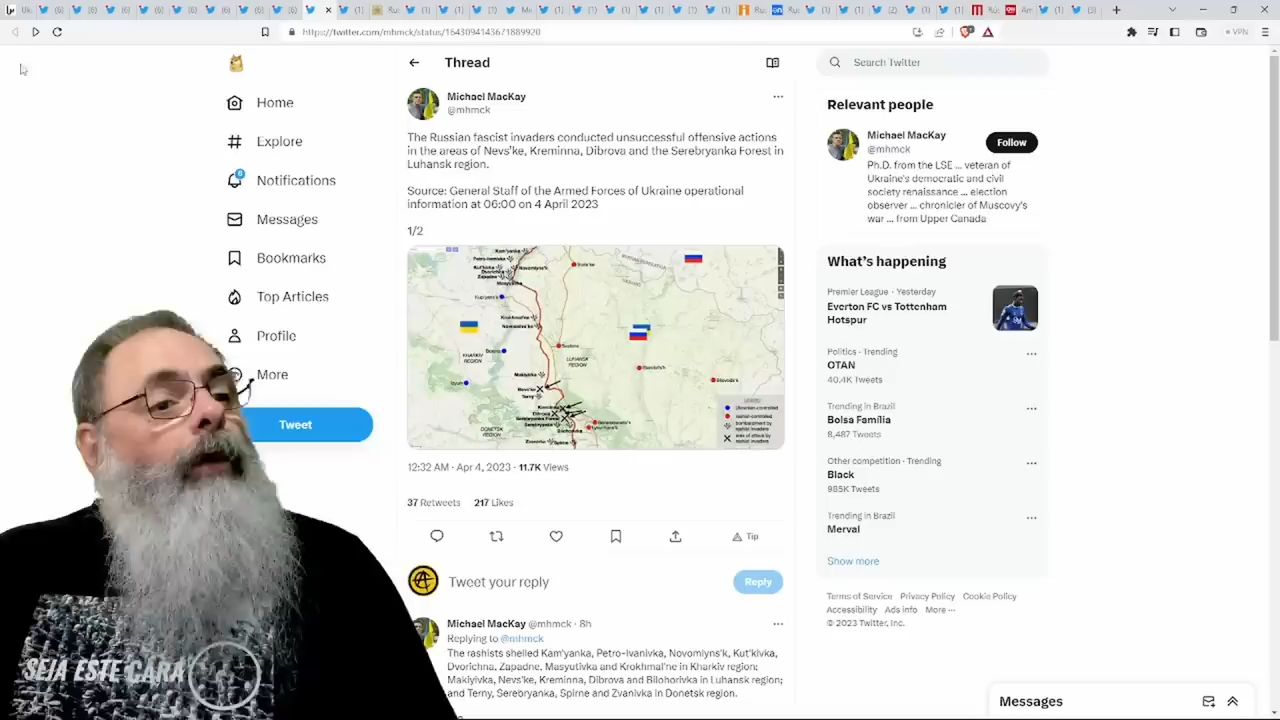 https://twitter.com/mhmck/status/1643094143671889920
VPN
Home
Explore
6
Notifications
Messages
Bookmarks
Top Articles
Profile
More
Tweet
Thread
Michael MacKay
@mhmck
The Russian fascist invaders conducted unsuccessful offensive actions
in the areas of Nevs'ke, Kreminna, Dibrova and the Serebryanka Forest in
Luhansk region.
Source: General Staff of the Armed Forces of Ukraine operational
information at 06:00 on 4 April 2023
1/2
KHARKIV
REGION
LUHANSK
REGION
DONETSK
REGION
12:32 AM · Apr 4, 2023 · 11.7K Views
37 Retweets 217 Likes
Tip
Tweet your reply
Reply
Michael MacKay @mhmck · 8h
Replying to @mhmck
The rashists shelled Kam'yanka, Petro-Ivanivka, Novomlyns'k, Kut'kivka,
Dvorichna, Zapadne, Masyutivka and Krokhmal'ne in Kharkiv region;
Makiyivka, Nevs'ke, Kreminna, Dibrova and Bilohorivka in Luhansk region;
and Terny, Serebryanka, Spirne and Zvanivka in Donetsk region.
Search Twitter
Relevant people
Michael MacKay
@mhmck
Follow
Ph.D. from the LSE ... veteran of
Ukraine's democratic and civil
society renaissance ... election
observer ... chronicler of Muscovy's
war ... from Upper Canada
What's happening
Premier League · Yesterday
Everton FC vs Tottenham
Hotspur
Politics · Trending
OTAN
40.4K Tweets
Trending in Brazil
Bolsa Família
8,487 Tweets
Other competition · Trending
Black
985K Tweets
Trending in Brazil
Merval
Show more
Terms of Service Privacy Policy Cookie Policy
Accessibility Ads info More ···
© 2023 Twitter, Inc.
Messages
SEJA ESTE CARA